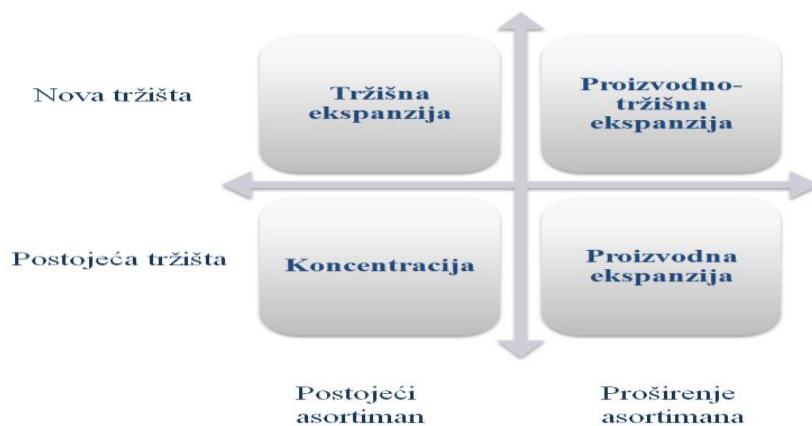 Nova tržišta
Tržišna
ekspanzija
Proizvodno-
tržišna
ekspanzija
Postojeća tržišta
Koncentracija
Proizvodna
ekspanzija
Postojeći
asortiman
Proširenje
asortimana